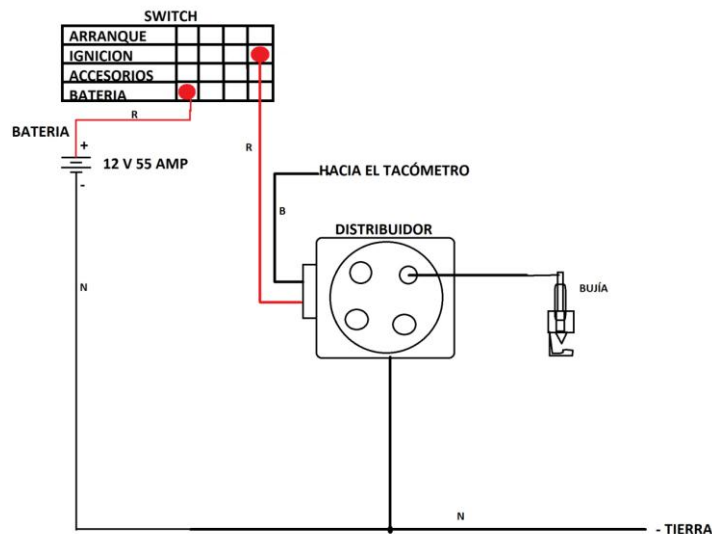 SWITCH
ARRANQUE
IGNICION
ACCESORIOS
BATERIA
R
BATERIA
+
12 V 55 AMP
-
R
HACIA EL TACÓMETRO
B
DISTRIBUIDOR
N
BUJÍA
N
- TIERRA